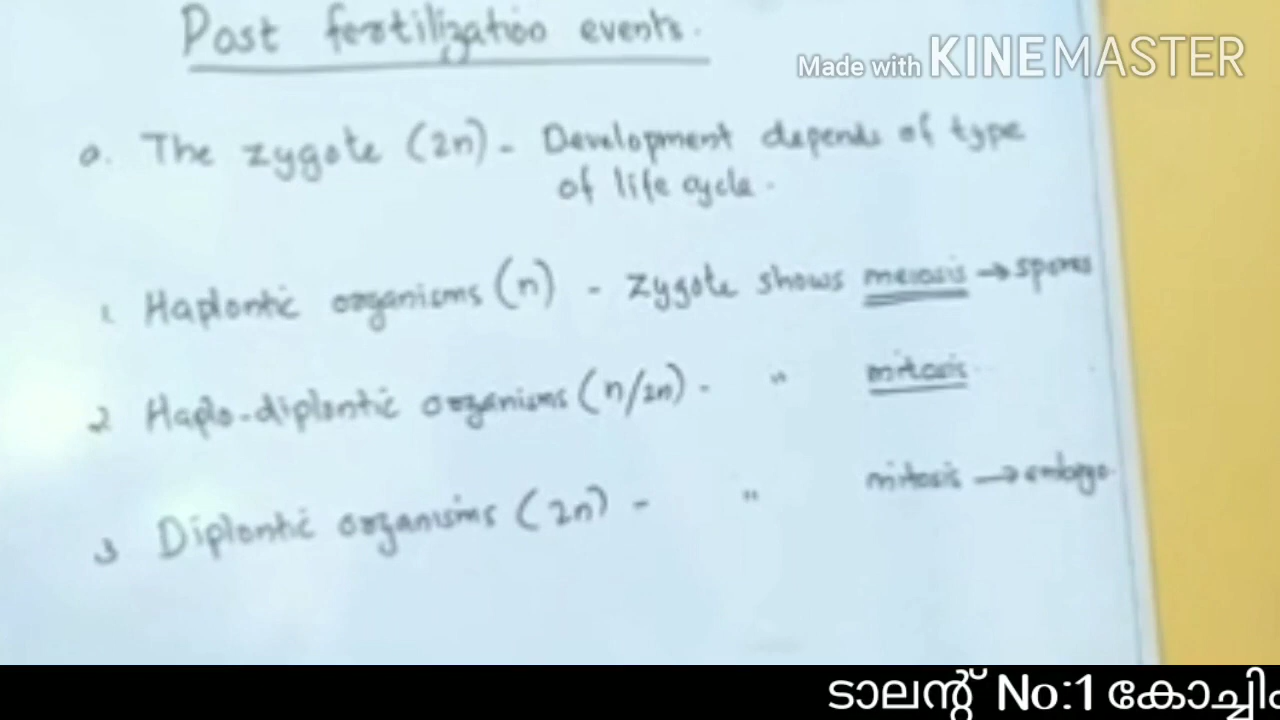 Post fertilization events.
Made with KINEMASTER
a. The zygote (2n) - Development depends of type
of life cycle.
1. Haplontic organisms (n) - Zygote shows meiosis → spores
2 Haplo-diplontic organisms (n/2n) - " mitosis
3 Diplontic organisms (2n) - " mitosis → embryo.
ടാലന്റ് No:1 കോച്ചിം